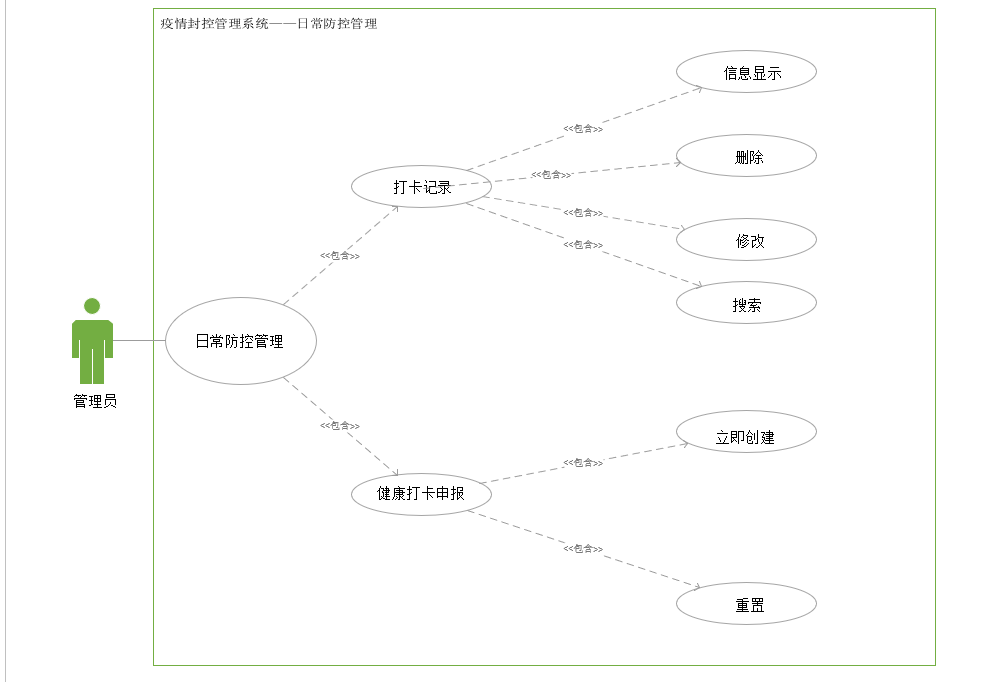 疫情封控管理系统——日常防控管理
信息显示
<<包含>>
删除
<<包含>>
打卡记录
<<包含>>
修改
<<包含>>
<<包含>>
搜索
日常防控管理
管理员
<<包含>>
立即创建
<<包含>>
健康打卡申报
<<包含>>
重置